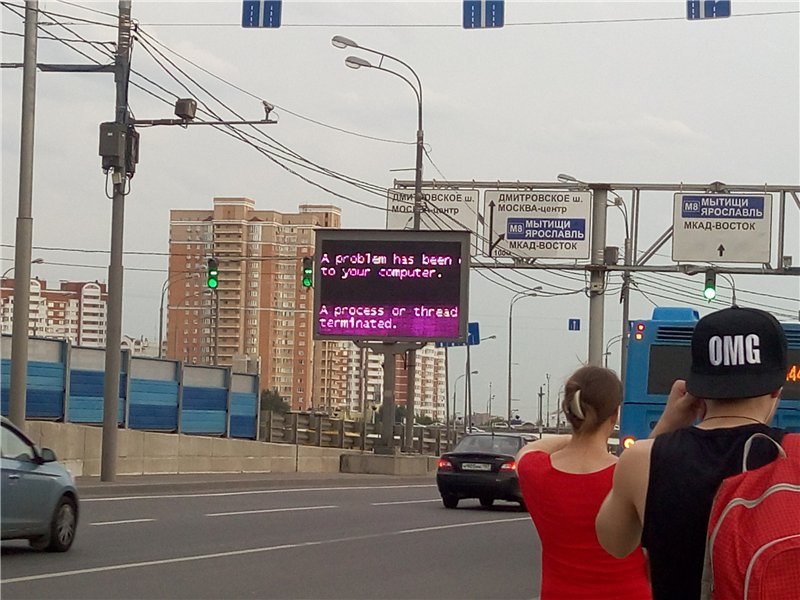 ДМИТРОВСКОЕ ш.
МОСКВА-центр
ДМИТРОВСКОЕ ш.
МОСКВА-центр
М8 МЫТИЩИ
ЯРОСЛАВЛЬ
МКАД-ВОСТОК
М8 МЫТИЩИ
ЯРОСЛАВЛЬ
МКАД-ВОСТОК
A problem has been
to your computer.
A process or thread
terminated.
OMG